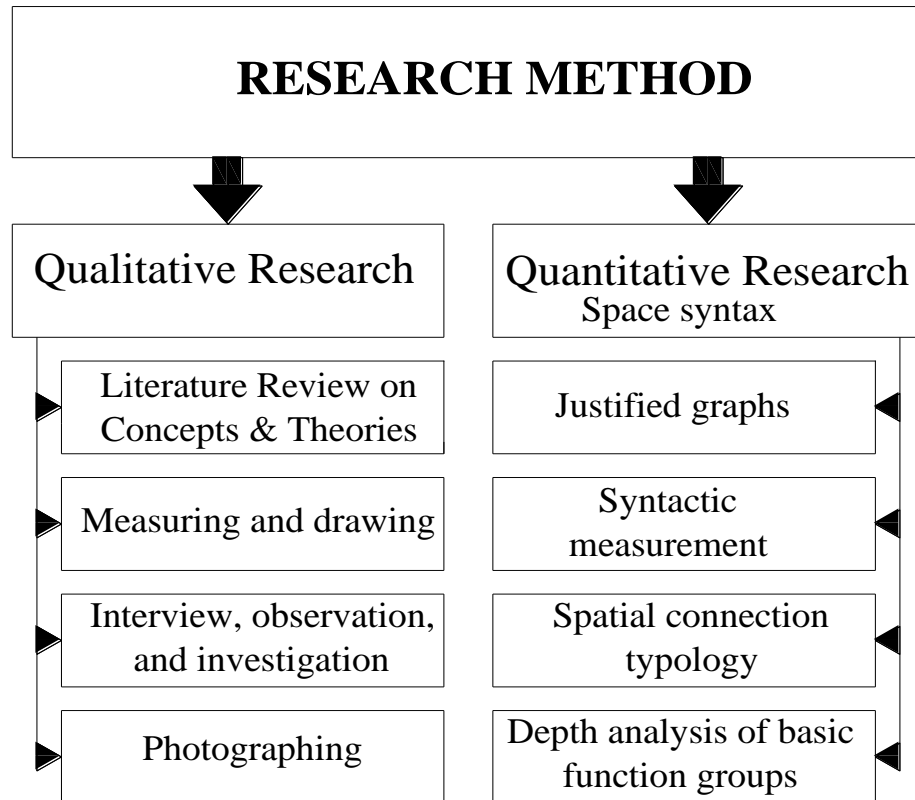 RESEARCH METHOD
Qualitative Research
Literature Review on
Concepts & Theories
Measuring and drawing
Interview, observation,
and investigation
Photographing
Quantitative Research
Space syntax
Justified graphs
Syntactic
measurement
Spatial connection
typology
Depth analysis of basic
function groups